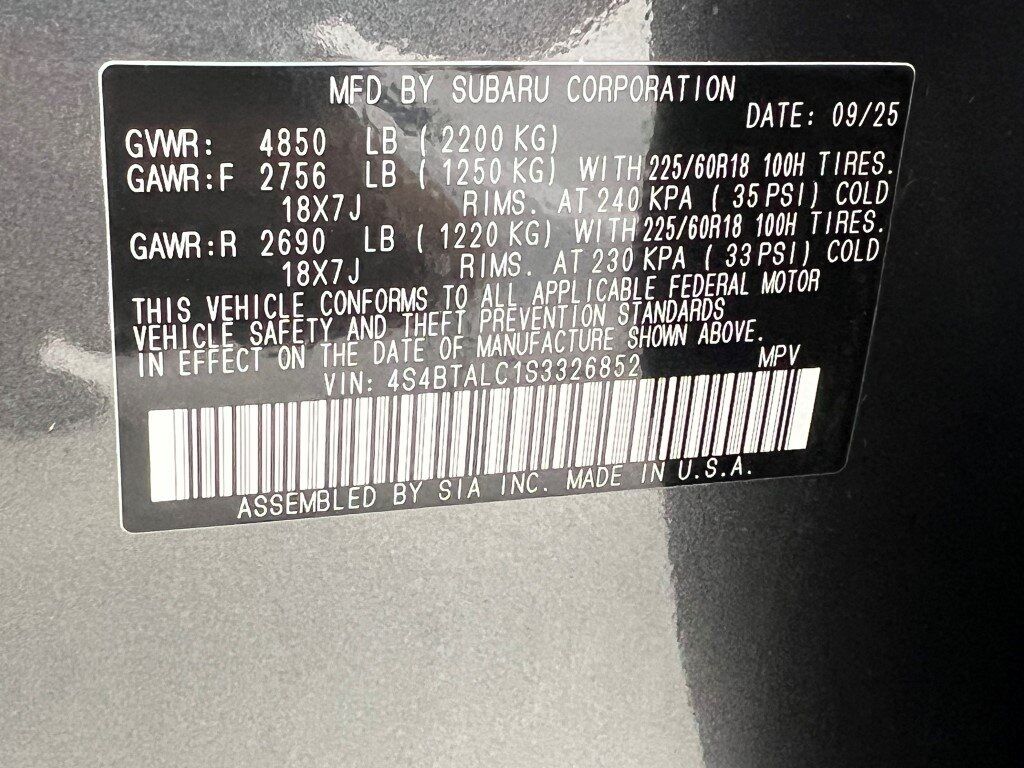 MFD BY SUBARU CORPORATION
DATE: 09/25
GVWR: 4850 LB ( 2200 KG)
GAWR:F 2756 LB ( 1250 KG) WITH 225/60R18 100H TIRES.
18X7J RIMS. AT 240 KPA ( 35 PSI) COLD
GAWR:R 2690 LB ( 1220 KG) WITH 225/60R18 100H TIRES.
18X7J RIMS. AT 230 KPA ( 33 PSI) COLD
THIS VEHICLE CONFORMS TO ALL APPLICABLE FEDERAL MOTOR
VEHICLE SAFETY AND THEFT PREVENTION STANDARDS
IN EFFECT ON THE DATE OF MANUFACTURE SHOWN ABOVE.
VIN: 4S4BTALC1S3326852 MPV
ASSEMBLED BY SIA INC. MADE IN U.S.A.